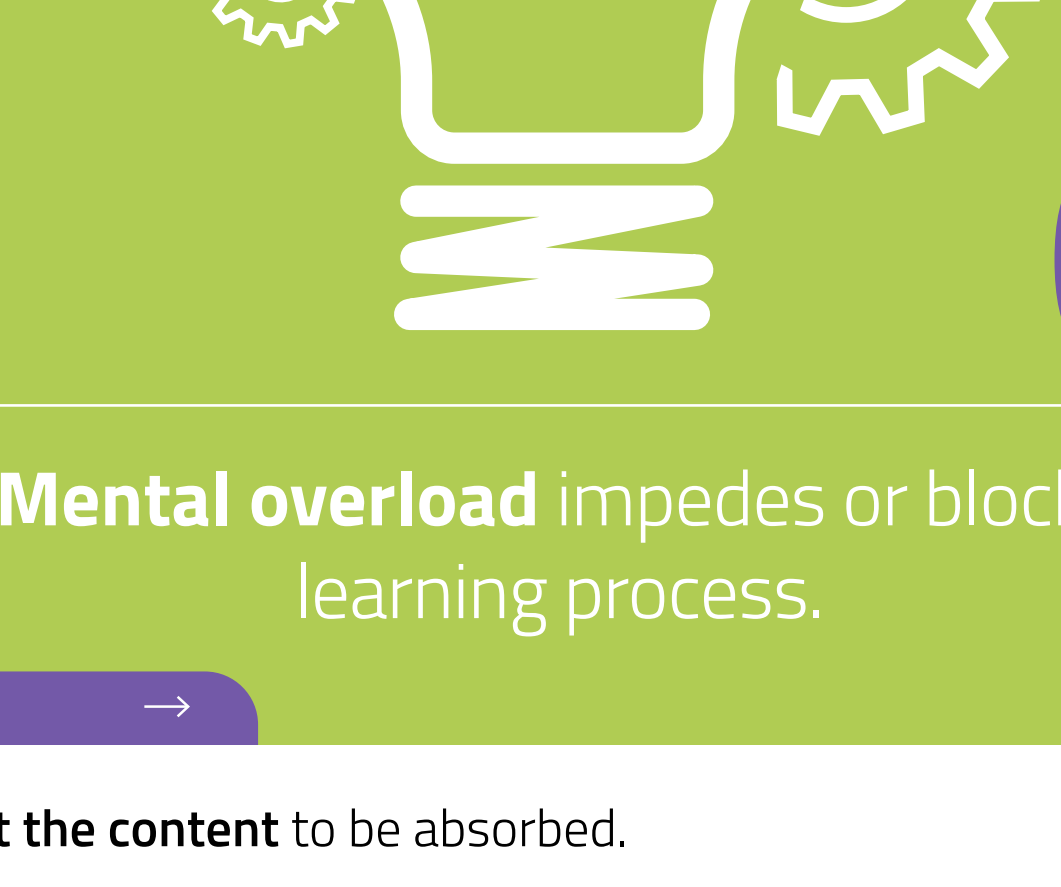 Mental overload impedes or bloc
learning process.
the content to be absorbed.